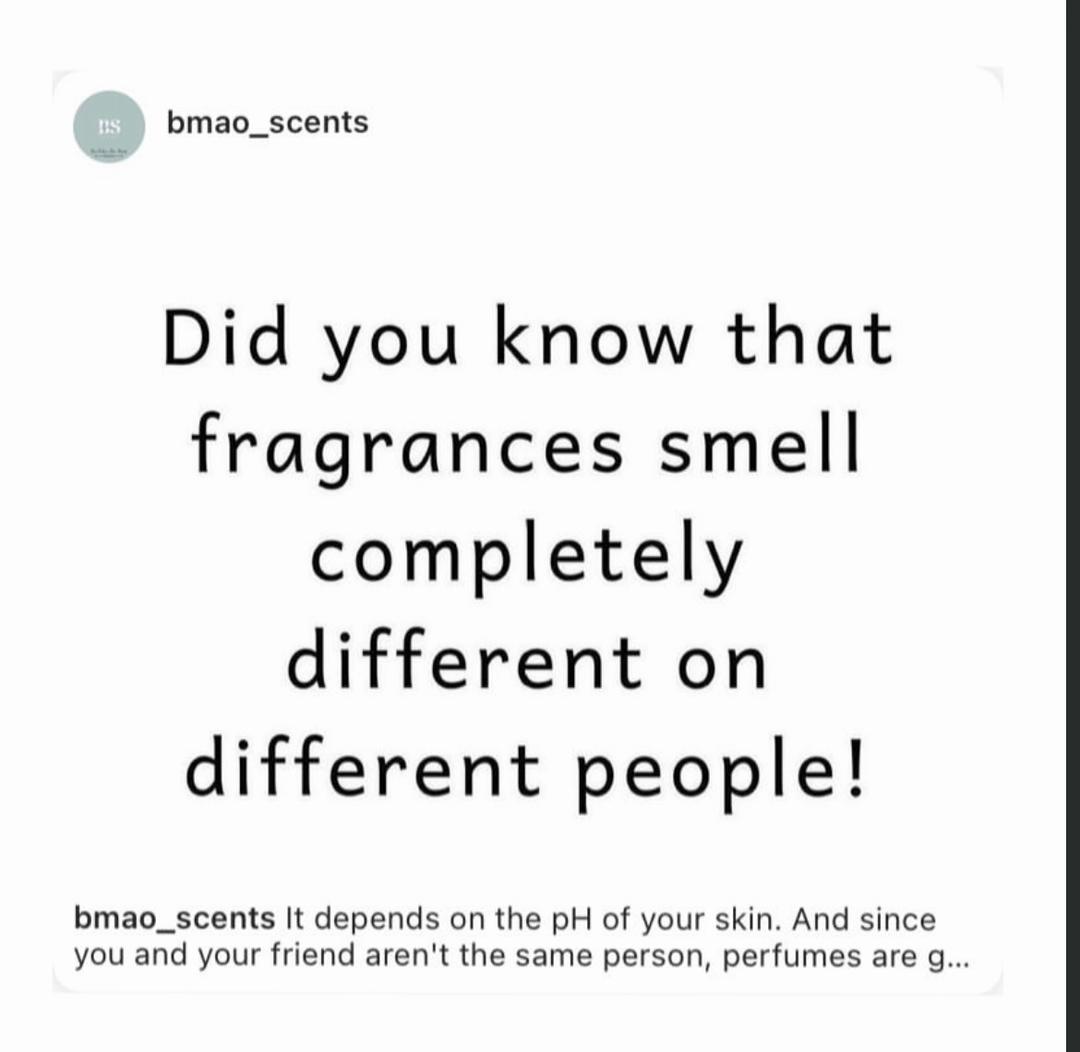 BS
bmao_scents
Did you know that
fragrances smell
completely
different on
different people!
bmao_scents It depends on the pH of your skin. And since
you and your friend aren't the same person, perfumes are g...